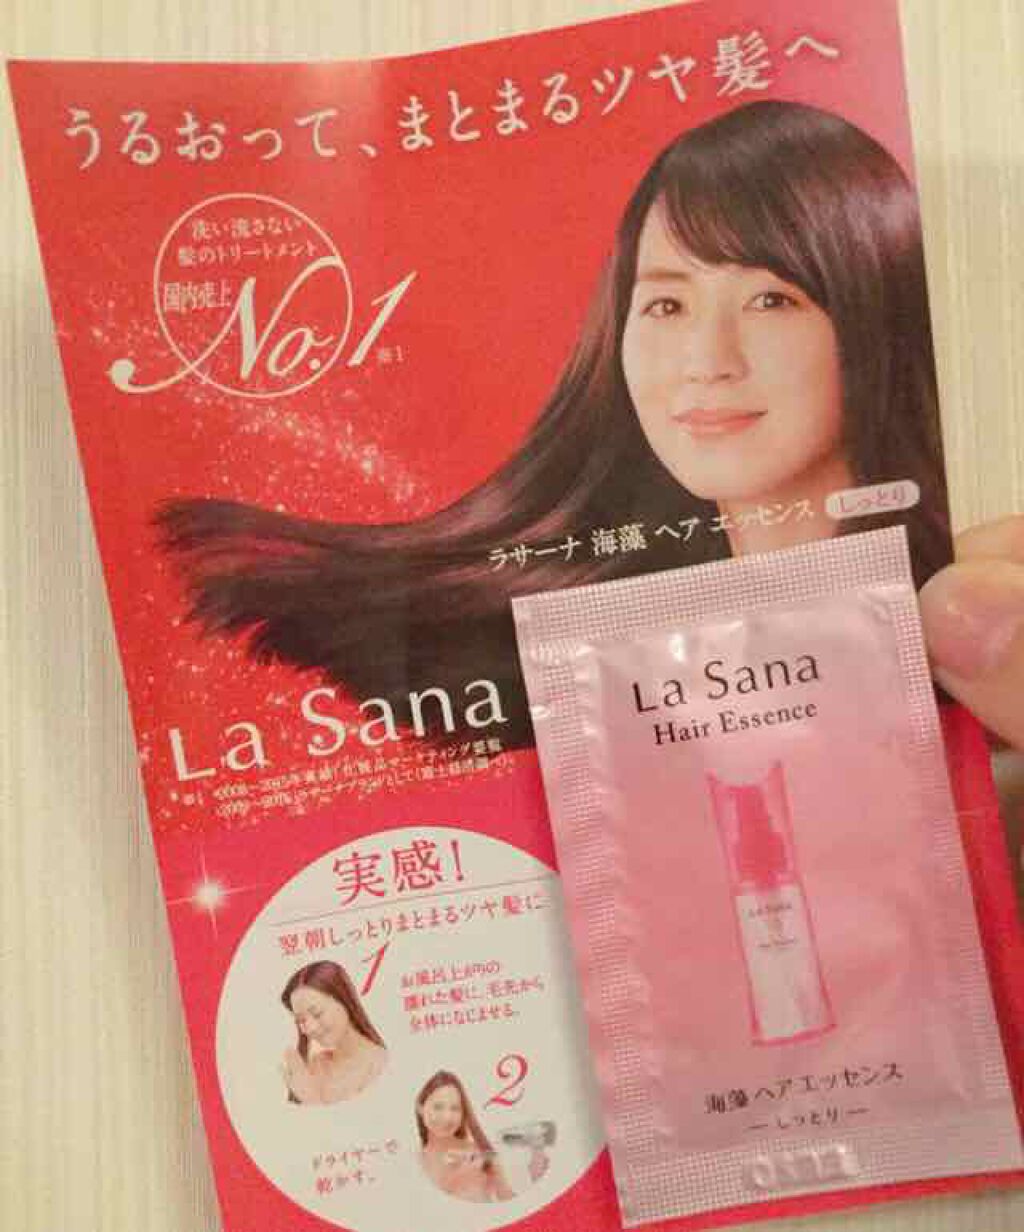 うるおって、まとまるツヤ髪へ
洗い流さない
髪のトリートメント
国内売上
No.1
※1
ラサーナ 海藻 ヘア エッセンス しっとり
La Sana
実感!
翌朝しっとりまとまるツヤ髪に
1
お風呂上がりの
濡れた髪に、毛先から
全体になじませる。
2
ドライヤーで
乾かす。
La Sana
Hair Essence
海藻 ヘア エッセンス
ーしっとりー